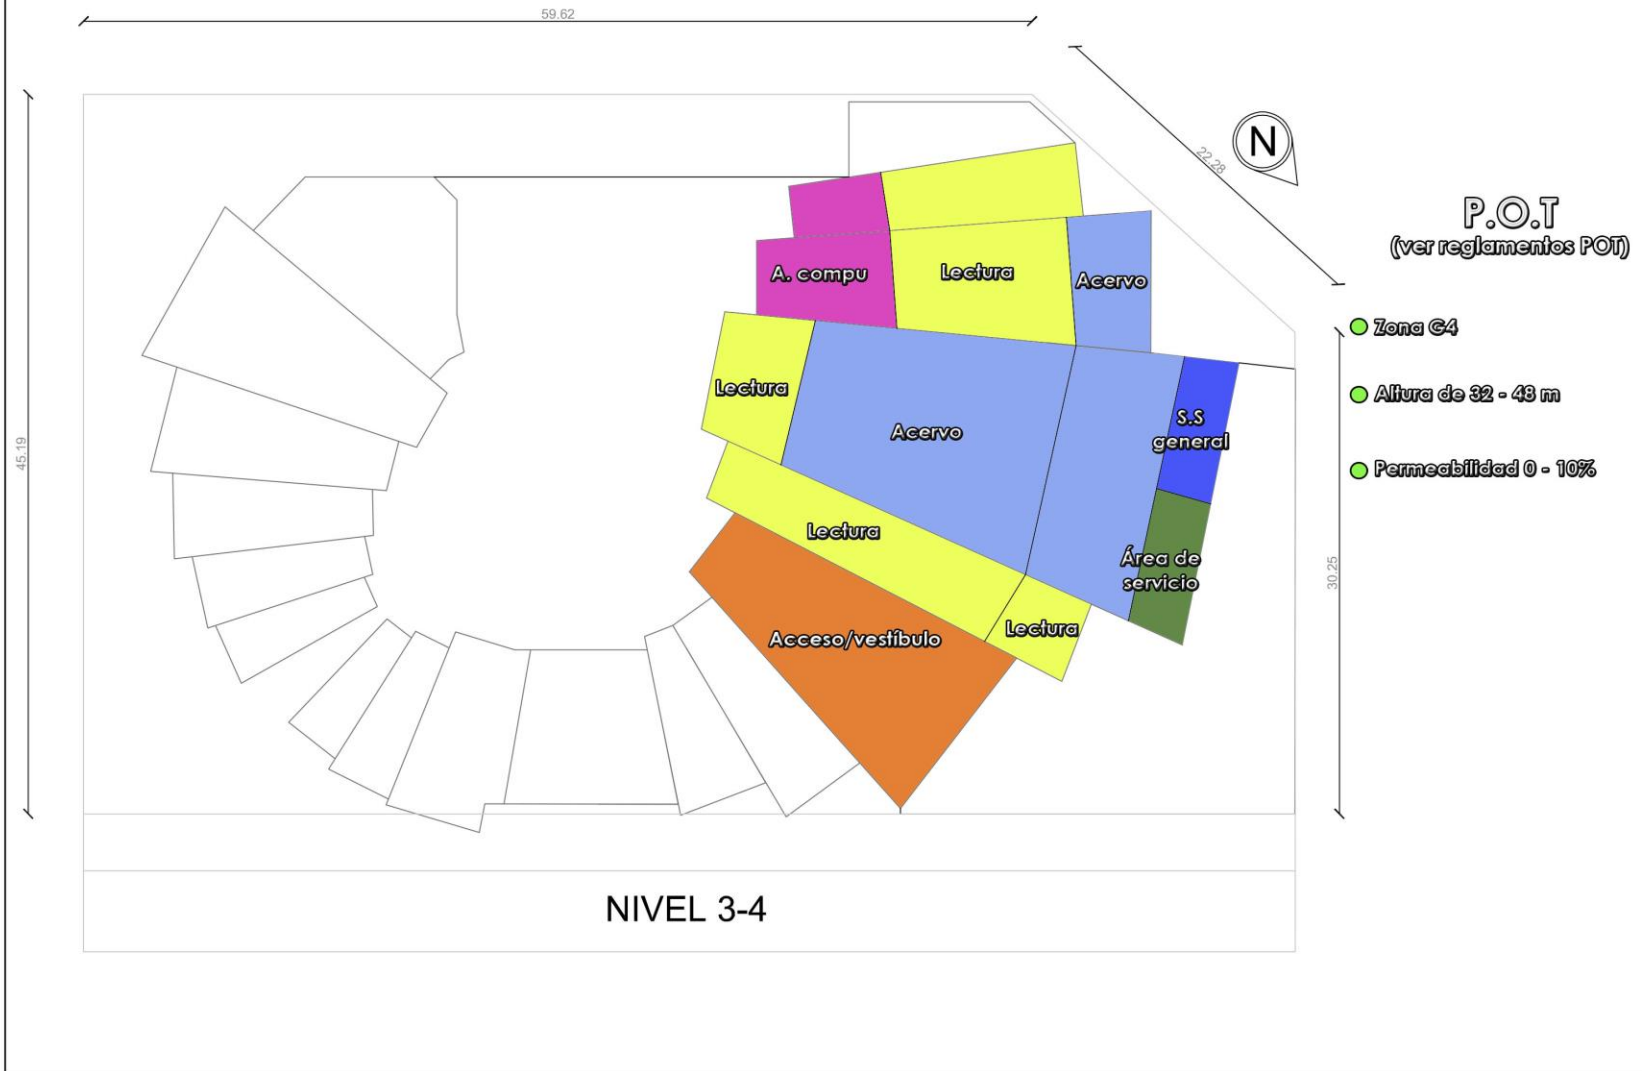 59.62
22.28
N
P.O.T
(ver reglamentos POT)
A. compu
Lectura
Acervo
Zona G4
Lectura
Altura de 32 - 48 m
Acervo
S.S
general
45.19
Permeabilidad 0 - 10%
Lectura
Área de
servicio
30.25
Acceso/vestíbulo
Lectura
NIVEL 3-4